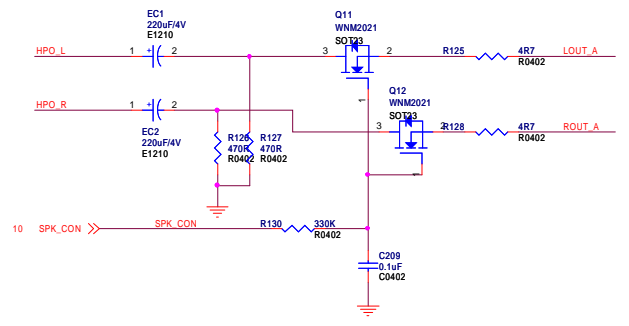 EC1
220uF/4V
E1210
Q11
WNM2021
SOT23
HPO_L
1
2
3
2
R125
4R7
R0402
LOUT_A
1
Q12
WNM2021
SOT23
HPO_R
1
2
3
2
R128
4R7
R0402
ROUT_A
EC2
220uF/4V
E1210
R126
470R
R0402
R127
470R
R0402
1
10
SPK_CON
SPK_CON
R130
330K
R0402
C209
0.1uF
C0402